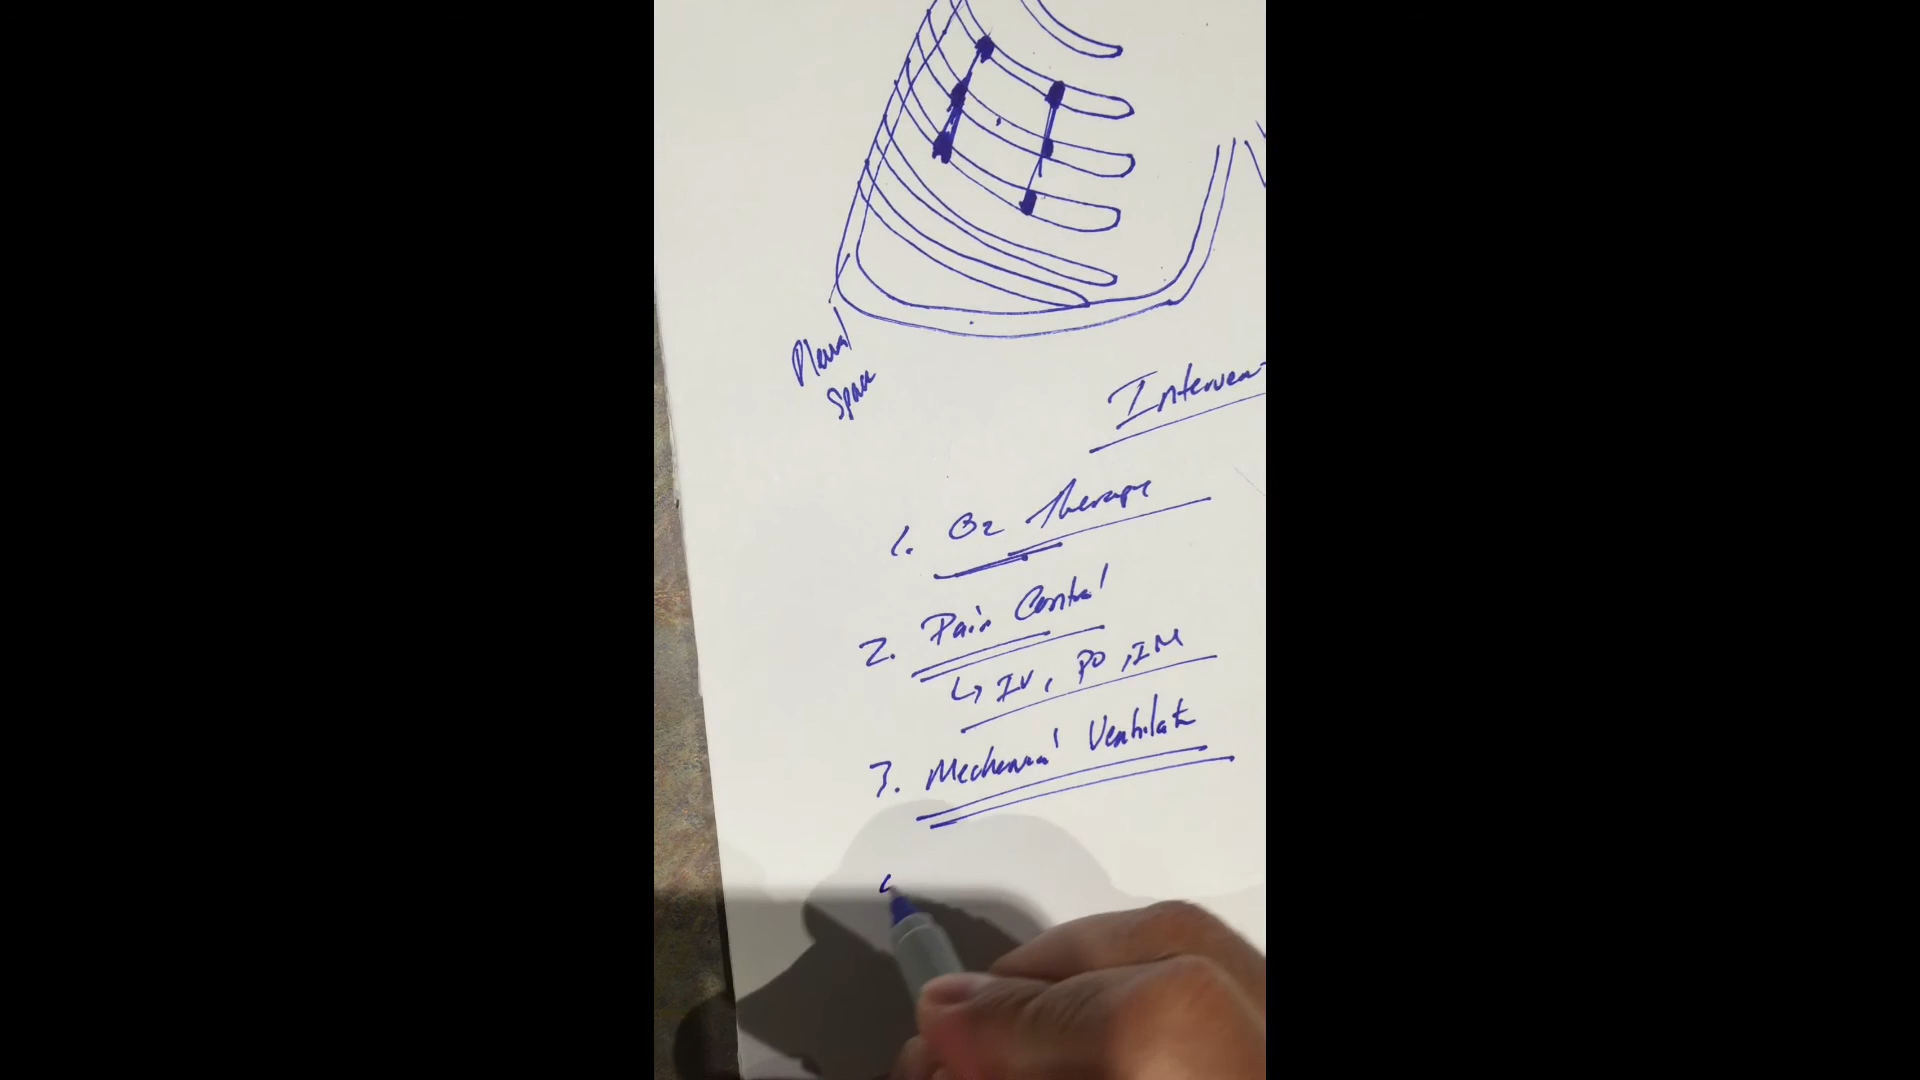 Pleural
Space
Interven
1. O2 Therapy
2. Pain Control
↳ IV, PO, IM
3. Mechanical Ventilat